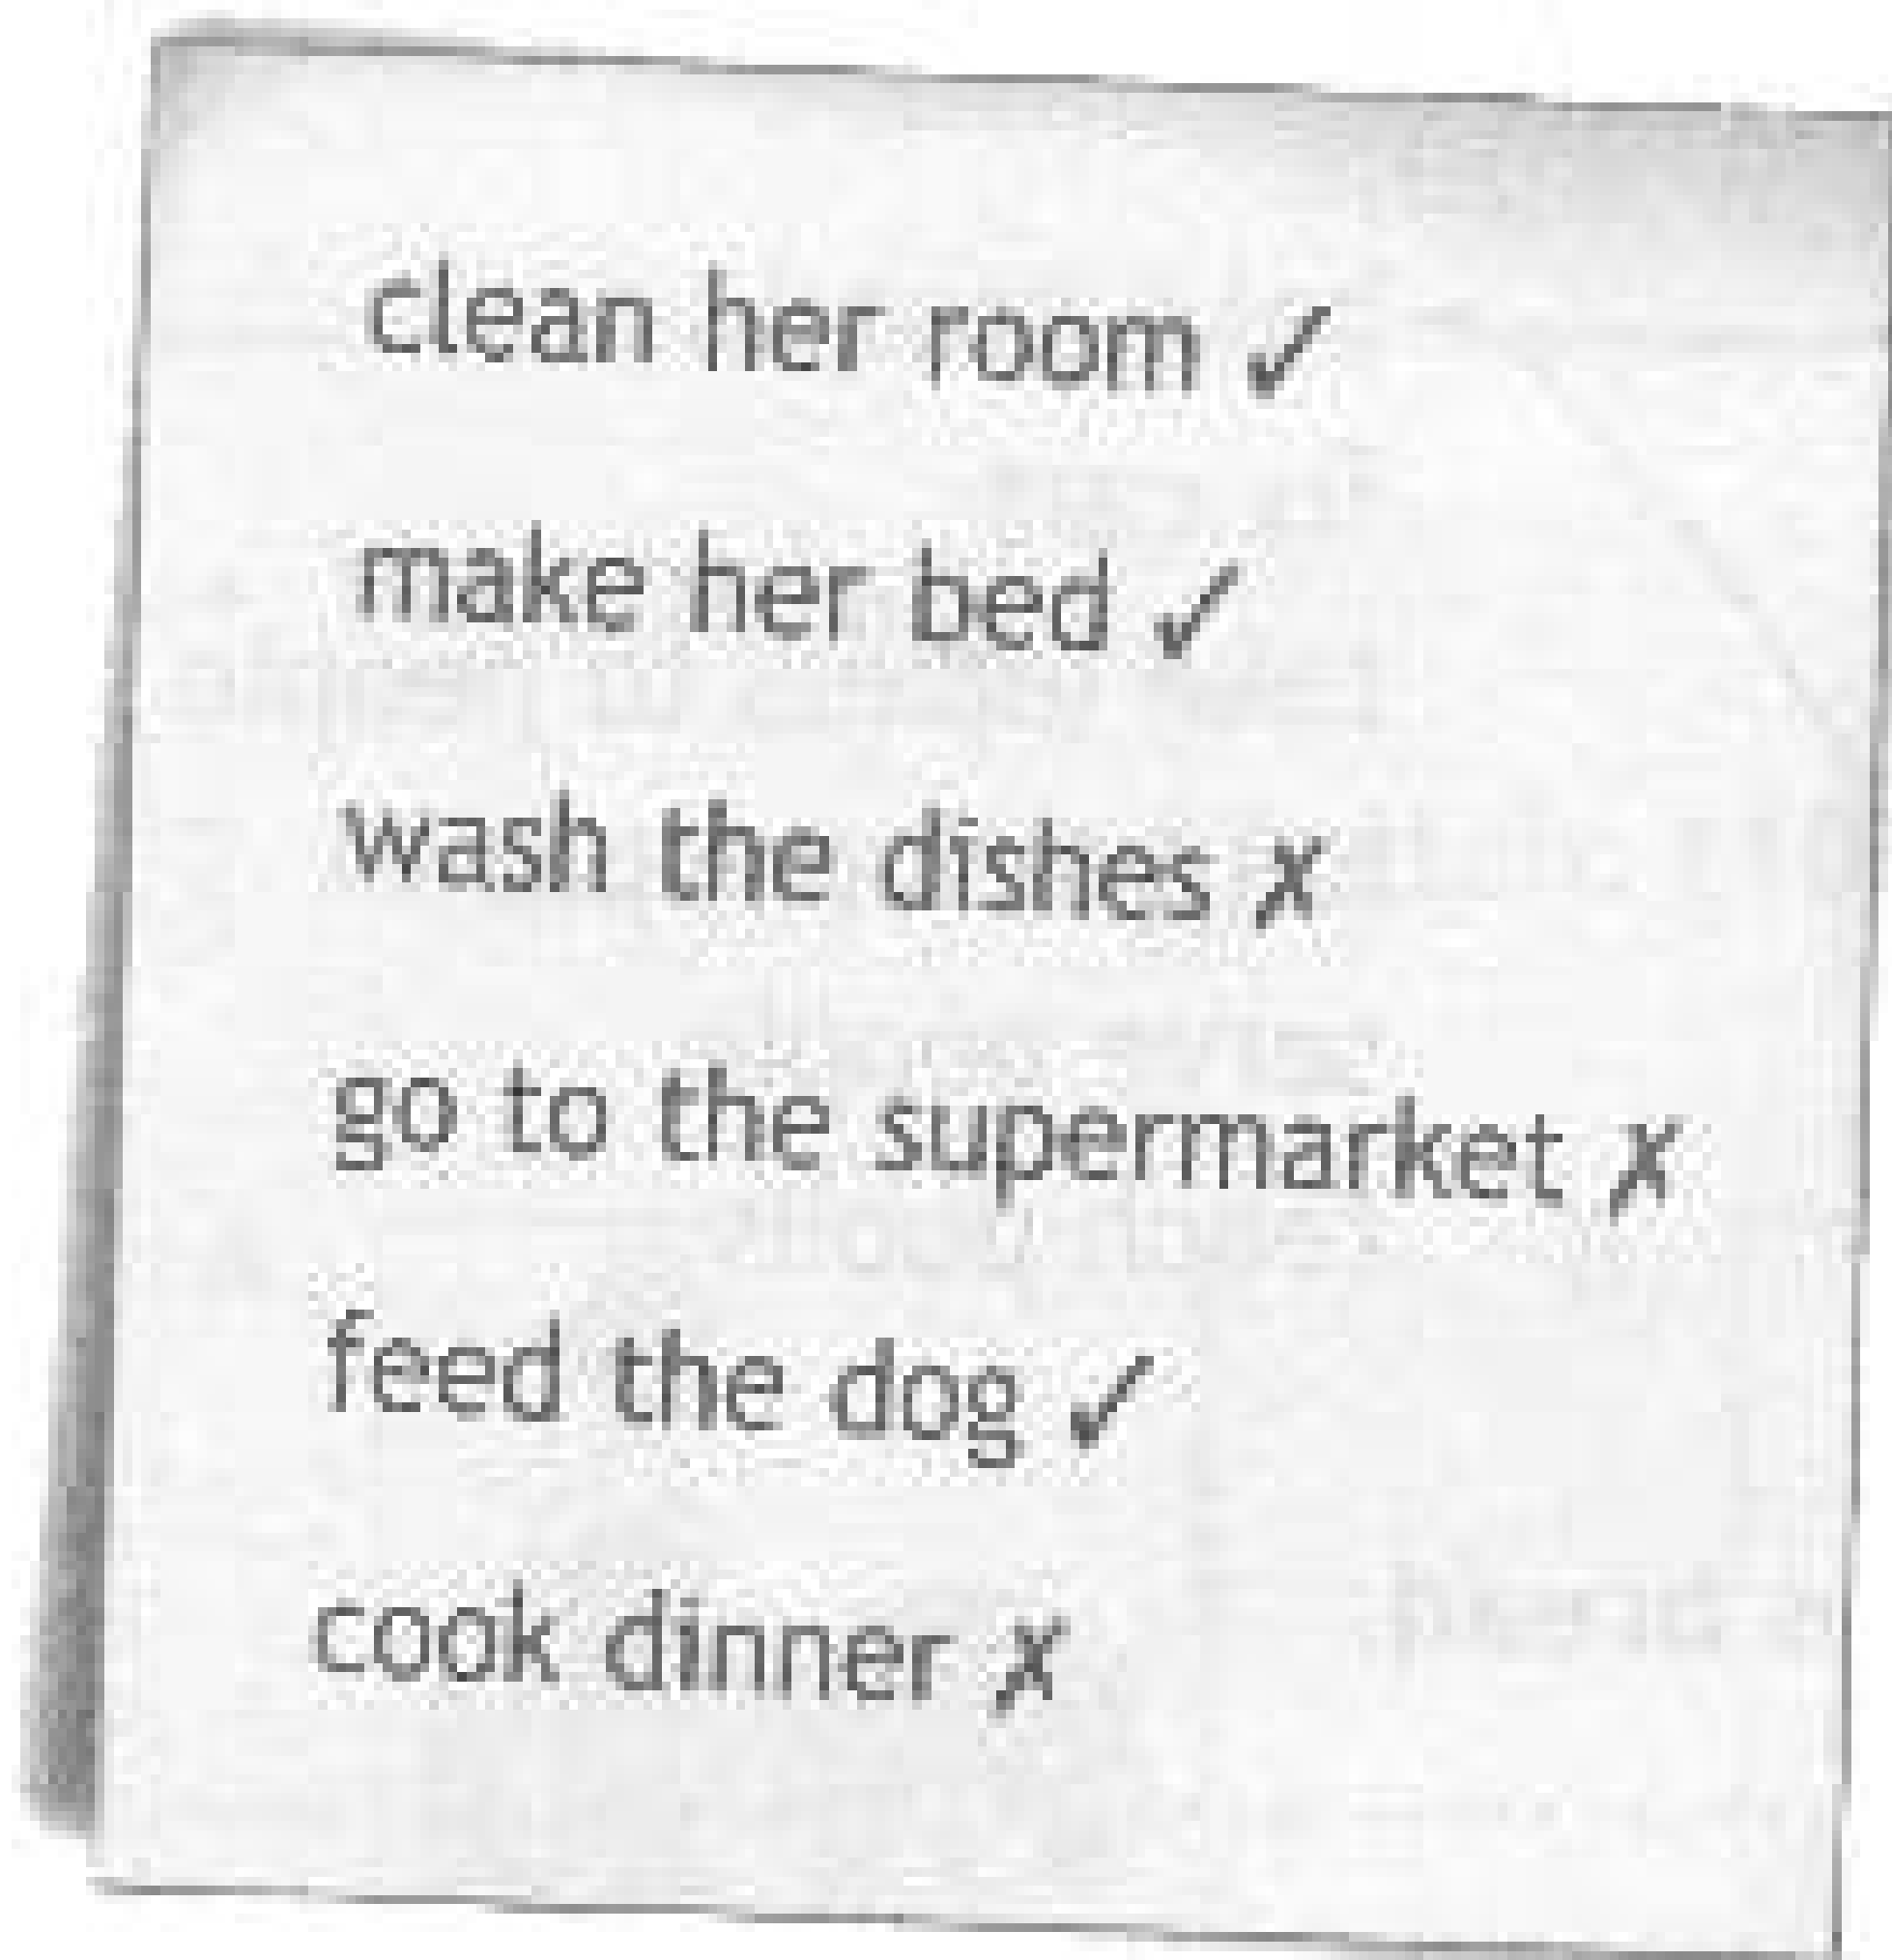 clean her room ✓
make her bed ✓
wash the dishes ✗
go to the supermarket ✗
feed the dog ✓
cook dinner ✗